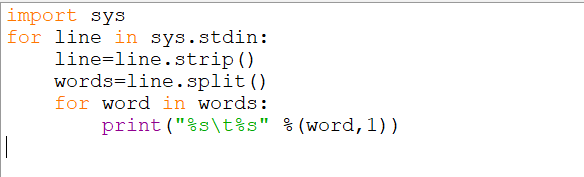 import sys
for line in sys.stdin:
    line=line.strip()
    words=line.split()
    for word in words:
        print("%s\t%s" %(word,1))